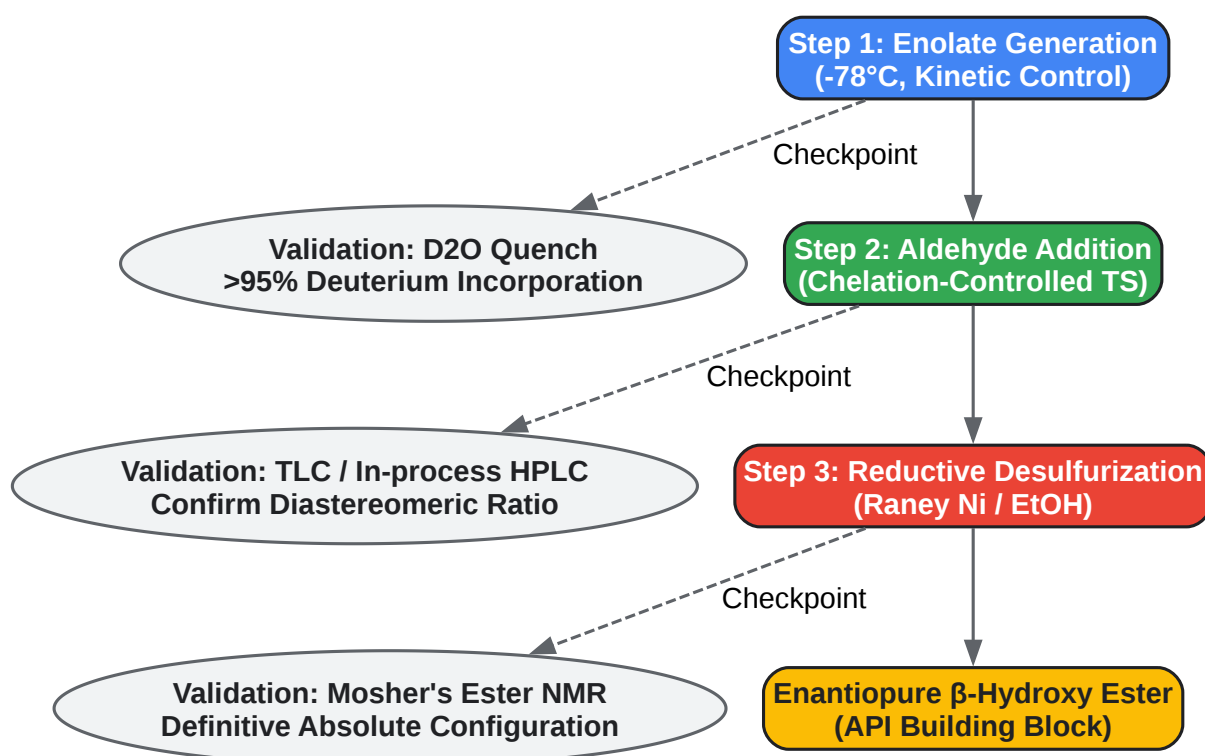 Step 1: Enolate Generation
(-78°C, Kinetic Control)
Checkpoint
Validation: D2O Quench
>95% Deuterium Incorporation
Step 2: Aldehyde Addition
(Chelation-Controlled TS)
Checkpoint
Validation: TLC / In-process HPLC
Confirm Diastereomeric Ratio
Step 3: Reductive Desulfurization
(Raney Ni / EtOH)
Checkpoint
Validation: Mosher's Ester NMR
Definitive Absolute Configuration
Enantiopure β-Hydroxy Ester
(API Building Block)